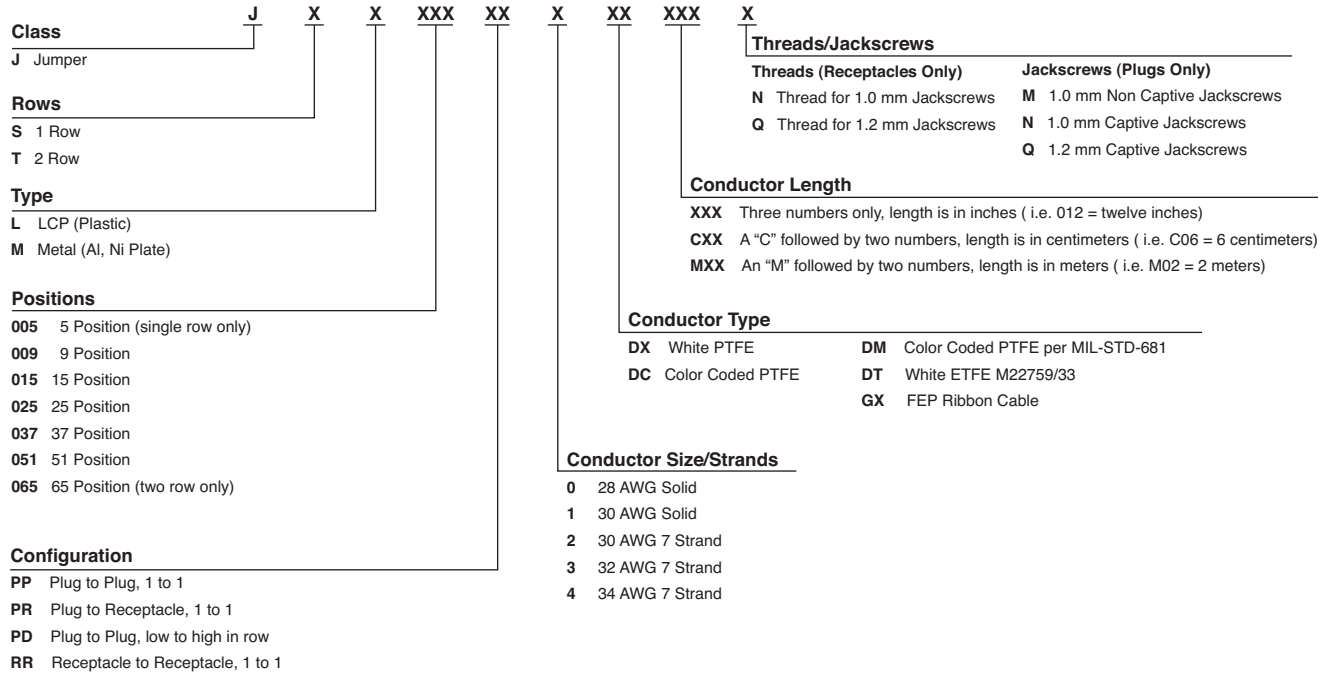 J X X XXX XX X XX XXX X
Class
J Jumper
Rows
S 1 Row
T 2 Row
Type
L LCP (Plastic)
M Metal (Al, Ni Plate)
Positions
005 5 Position (single row only)
009 9 Position
015 15 Position
025 25 Position
037 37 Position
051 51 Position
065 65 Position (two row only)
Configuration
PP Plug to Plug, 1 to 1
PR Plug to Receptacle, 1 to 1
PD Plug to Plug, low to high in row
RR Receptacle to Receptacle, 1 to 1
Threads/Jackscrews
Threads (Receptacles Only)
N Thread for 1.0 mm Jackscrews
Q Thread for 1.2 mm Jackscrews
Jackscrews (Plugs Only)
M 1.0 mm Non Captive Jackscrews
N 1.0 mm Captive Jackscrews
Q 1.2 mm Captive Jackscrews
Conductor Length
XXX Three numbers only, length is in inches ( i.e. 012 = twelve inches)
CXX A “C” followed by two numbers, length is in centimeters ( i.e. C06 = 6 centimeters)
MXX An “M” followed by two numbers, length is in meters ( i.e. M02 = 2 meters)
Conductor Type
DX White PTFE
DC Color Coded PTFE
DM Color Coded PTFE per MIL-STD-681
DT White ETFE M22759/33
GX FEP Ribbon Cable
Conductor Size/Strands
0 28 AWG Solid
1 30 AWG Solid
2 30 AWG 7 Strand
3 32 AWG 7 Strand
4 34 AWG 7 Strand